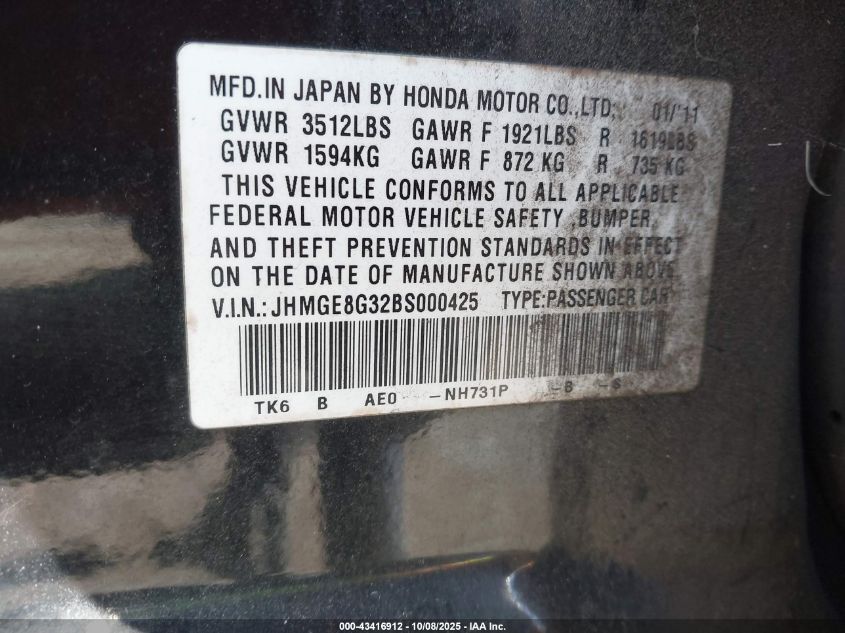 MFD.IN JAPAN BY HONDA MOTOR CO.,LTD. 01/'11
GVWR 3512LBS GAWR F 1921LBS R 1619LBS
GVWR 1594KG GAWR F 872 KG R 735 KG
THIS VEHICLE CONFORMS TO ALL APPLICABLE
FEDERAL MOTOR VEHICLE SAFETY, BUMPER,
AND THEFT PREVENTION STANDARDS IN EFFECT
ON THE DATE OF MANUFACTURE SHOWN ABOVE.
V.I.N.:JHMGE8G32BS000425 TYPE:PASSENGER CAR
TK6 B AE0 -NH731P -B -S
000-43416912 - 10/08/2025 - IAA Inc.